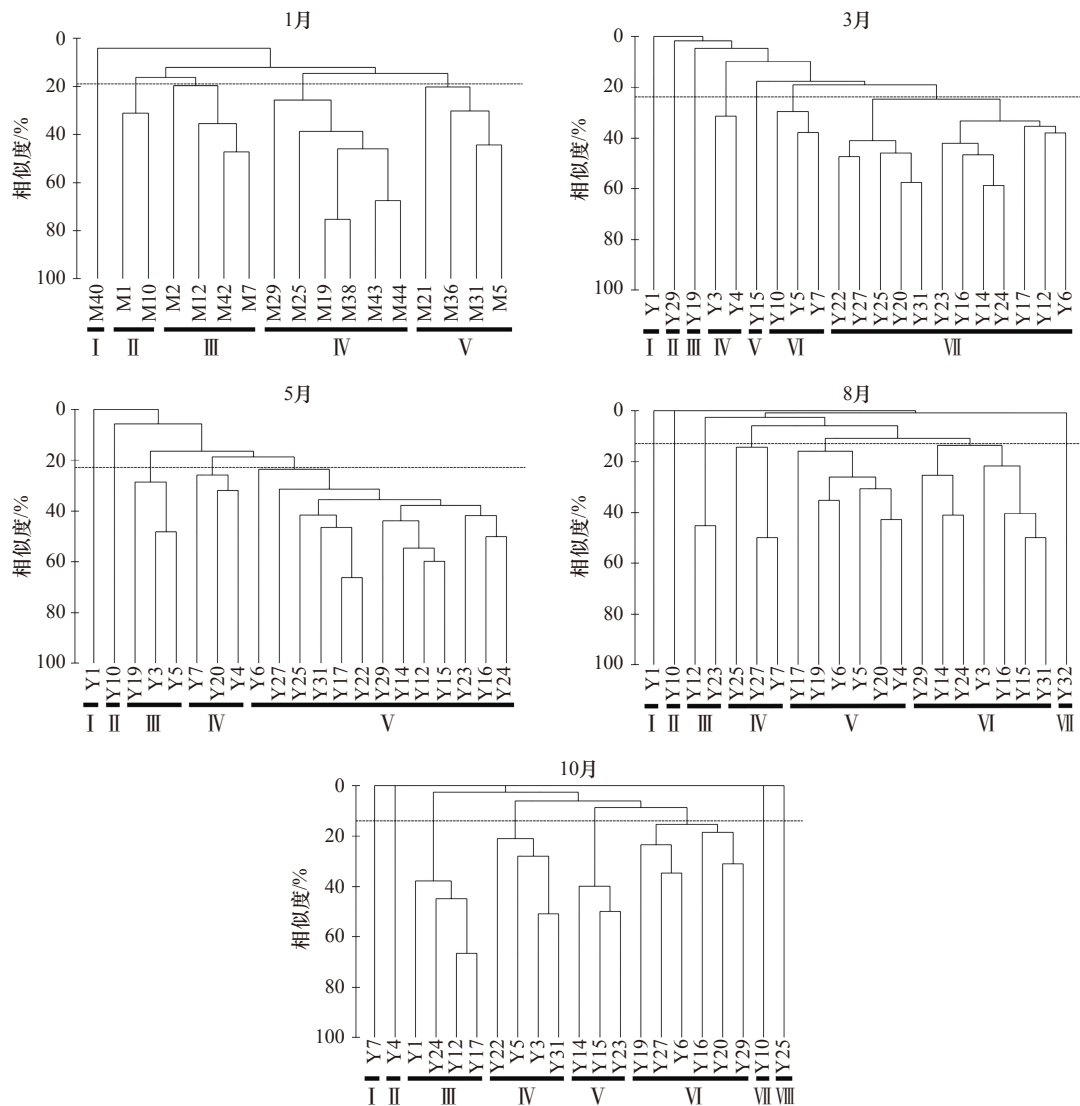 1月
0
20
40
60
80
100
相似度/%
M40
M1
M10
M2
M12
M42
M7
M29
M25
M19
M38
M43
M44
M21
M36
M31
M5
Ⅰ Ⅱ Ⅲ Ⅳ Ⅴ
3月
0
20
40
60
80
100
相似度/%
Y1
Y29
Y19
Y3
Y4
Y15
Y10
Y5
Y7
Y22
Y27
Y25
Y20
Y31
Y23
Y16
Y14
Y24
Y17
Y12
Y6
Ⅰ Ⅱ Ⅲ Ⅳ Ⅴ Ⅵ Ⅶ
5月
0
20
40
60
80
100
相似度/%
Y1
Y10
Y19
Y3
Y5
Y7
Y20
Y4
Y6
Y27
Y25
Y31
Y17
Y22
Y29
Y14
Y12
Y15
Y23
Y16
Y24
Ⅰ Ⅱ Ⅲ Ⅳ Ⅴ
8月
0
20
40
60
80
100
相似度/%
Y1
Y10
Y12
Y23
Y25
Y27
Y7
Y17
Y19
Y6
Y5
Y20
Y4
Y29
Y14
Y24
Y3
Y16
Y15
Y31
Y32
Ⅰ Ⅱ Ⅲ Ⅳ Ⅴ Ⅵ Ⅶ
10月
0
20
40
60
80
100
相似度/%
Y7
Y4
Y1
Y24
Y12
Y17
Y22
Y5
Y3
Y31
Y14
Y15
Y23
Y19
Y27
Y6
Y16
Y20
Y29
Y10
Y25
Ⅰ Ⅱ Ⅲ Ⅳ Ⅴ Ⅵ Ⅶ Ⅷ